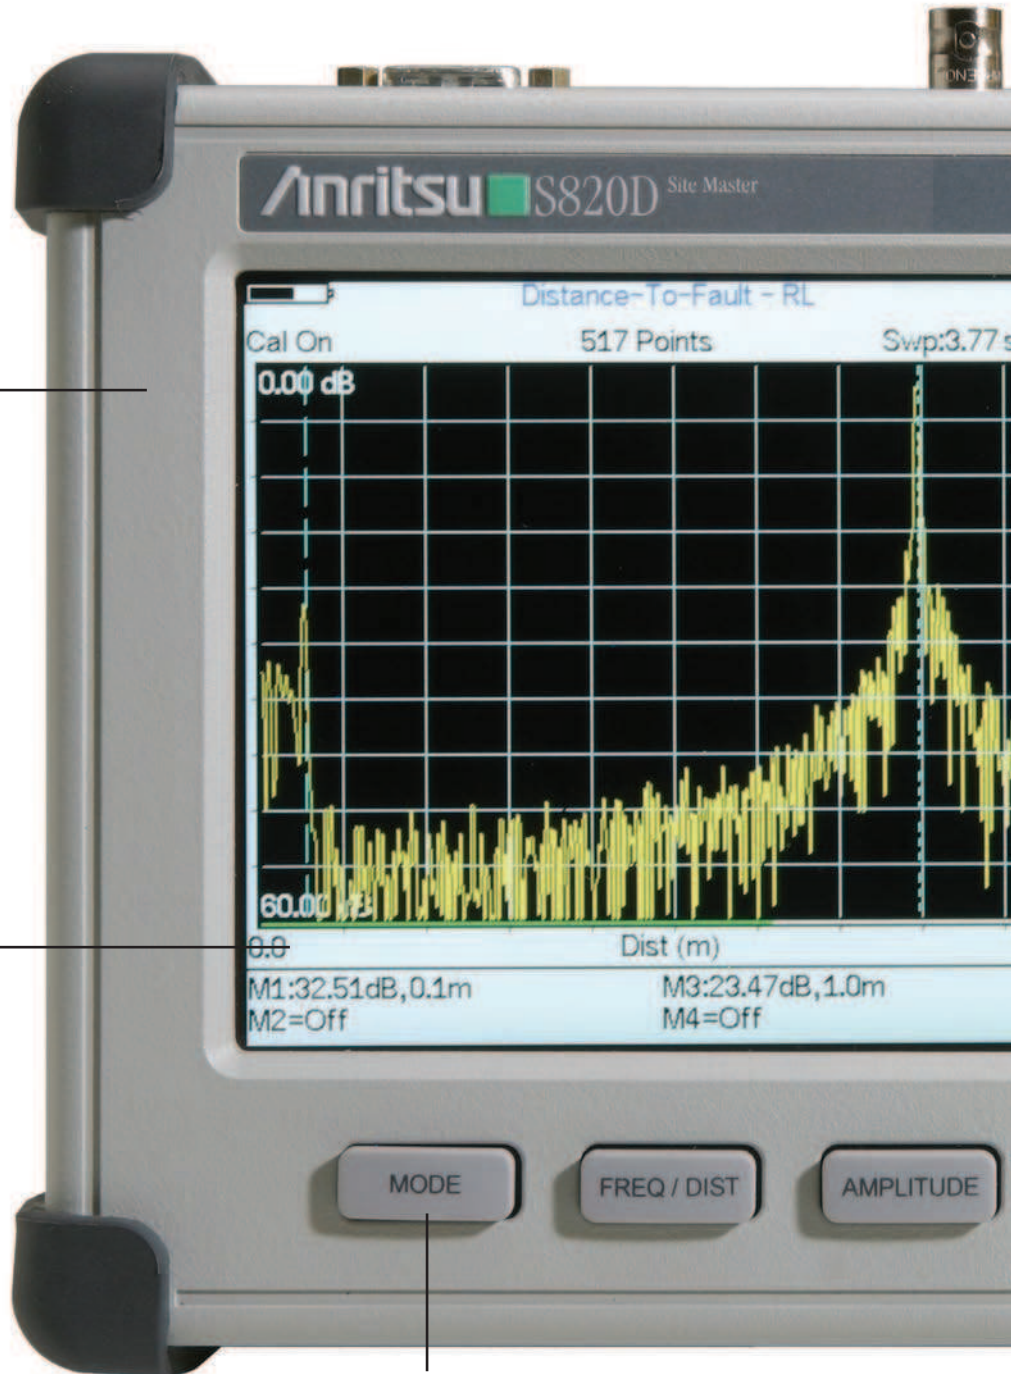 Anritsu S820D Site Master
Distance-To-Fault - RL
Cal On 517 Points Swp:3.77 s
0.00 dB
60.00 dB
0.0 Dist (m)
M1:32.51dB,0.1m M3:23.47dB,1.0m
M2=Off M4=Off
MODE FREQ / DIST AMPLITUDE